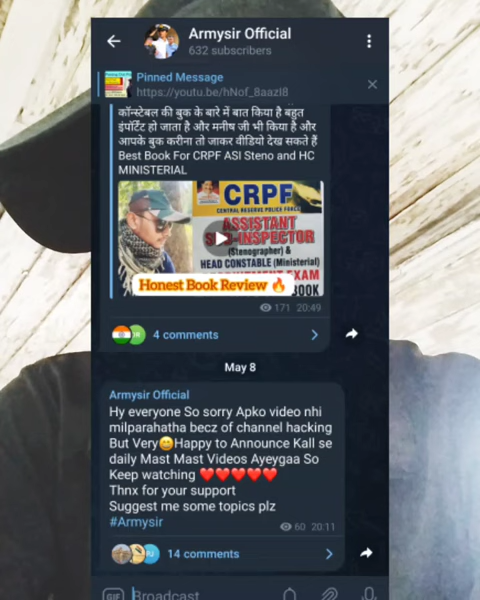 Armysir Official
632 subscribers
Pinned Message
https://youtu.be/hNof_8aazI8
कॉन्स्टेबल की बुक के बारे में बात किया है बहुत
इंपोर्टेंट हो जाता है और मनीष जी भी किया है और
आपके बुक करीना तो जाकर वीडियो देख सकते हैं
Best Book For CRPF ASI Steno and HC
MINISTERIAL
CRPF
CENTRAL RESERVE POLICE FORCE
ASSISTANT
SUB-INSPECTOR
(Stenographer) &
HEAD CONSTABLE (Ministerial)
EXAM
BOOK
Honest Book Review 🔥
171 20:49
4 comments
May 8
Armysir Official
Hy everyone So sorry Apko video nhi
milparahatha becz of channel hacking
But Very😀Happy to Announce Kall se
daily Mast Mast Videos Ayeygaa So
Keep watching ❤️❤️❤️❤️❤️
Thnx for your support
Suggest me some topics plz
#Armysir
60 20:11
14 comments
GIF Broadcast